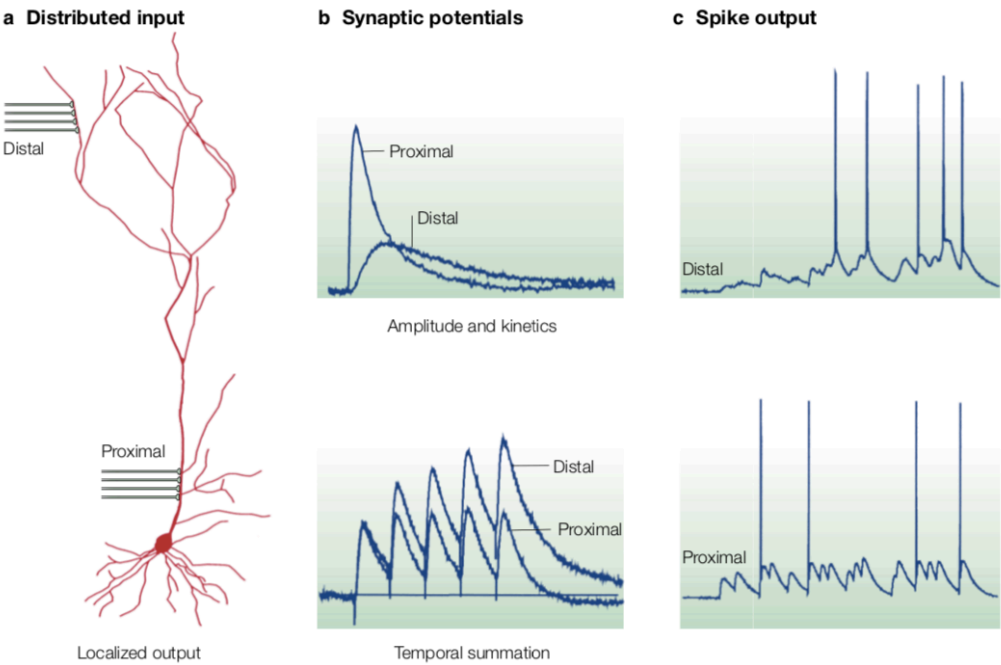 a Distributed input
Distal
Proximal
Localized output
b Synaptic potentials
Proximal
Distal
Amplitude and kinetics
Distal
Proximal
Temporal summation
c Spike output
Distal
Proximal